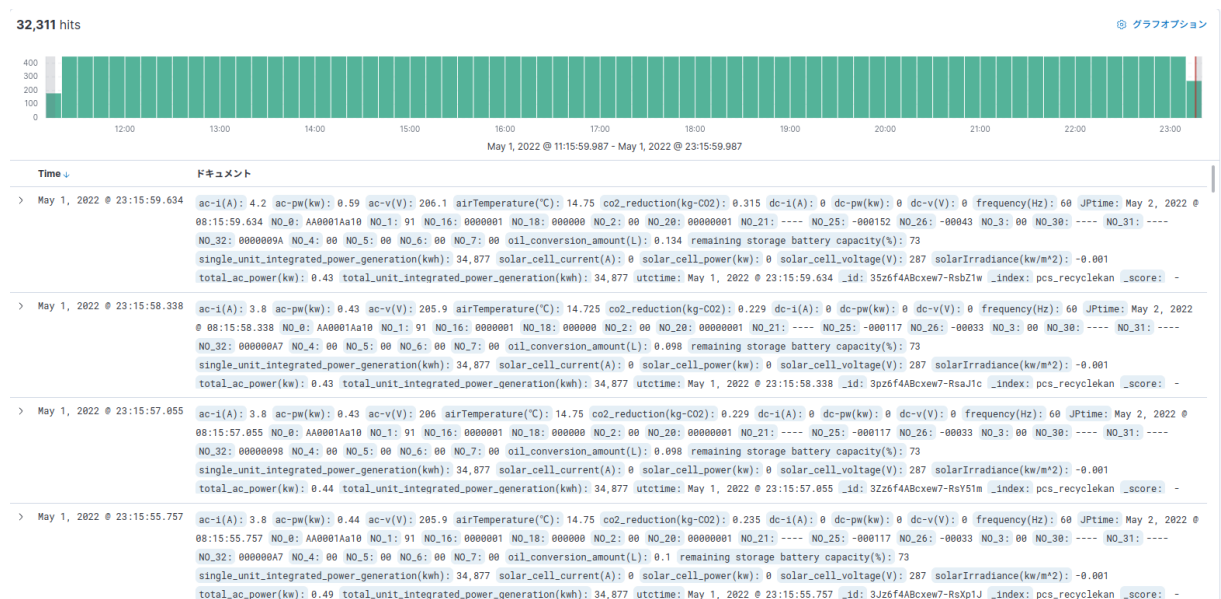 32,311 hits
グラフオプション
400
300
200
100
0
12:00 13:00 14:00 15:00 16:00 17:00 18:00 19:00 20:00 21:00 22:00 23:00
May 1, 2022 @ 11:15:59.987 - May 1, 2022 @ 23:15:59.987
Time ドキュメント
May 1, 2022 @ 23:15:59.634 ac-i(A): 4.2 ac-pw(kw): 0.59 ac-v(V): 206.1 airTemperature(℃): 14.75 co2_reduction(kg-CO2): 0.315 dc-i(A): 0 dc-pw(kw): 0 dc-v(V): 0 frequency(Hz): 60 JPtime: May 2, 2022 @
08:15:59.634 NO_0: AA0001Aa10 NO_1: 91 NO_16: 0000001 NO_18: 000000 NO_2: 00 NO_20: 00000001 NO_21: ---- NO_25: -000152 NO_26: -00043 NO_3: 00 NO_30: ---- NO_31: ----
NO_32: 0000009A NO_4: 00 NO_5: 00 NO_6: 00 NO_7: 00 oil_conversion_amount(L): 0.134 remaining storage battery capacity(%): 73
single_unit_integrated_power_generation(kwh): 34,877 solar_cell_current(A): 0 solar_cell_power(kw): 0 solar_cell_voltage(V): 287 solarIrradiance(kw/m^2): -0.001
total_ac_power(kw): 0.43 total_unit_integrated_power_generation(kwh): 34,877 utctime: May 1, 2022 @ 23:15:59.634 _id: 35z6f4ABcxew7-RsbZ1w _index: pcs_recyclekan _score: -
May 1, 2022 @ 23:15:58.338 ac-i(A): 3.8 ac-pw(kw): 0.43 ac-v(V): 205.9 airTemperature(℃): 14.725 co2_reduction(kg-CO2): 0.229 dc-i(A): 0 dc-pw(kw): 0 dc-v(V): 0 frequency(Hz): 60 JPtime: May 2, 2022
@ 08:15:58.338 NO_0: AA0001Aa10 NO_1: 91 NO_16: 0000001 NO_18: 000000 NO_2: 00 NO_20: 00000001 NO_21: ---- NO_25: -000117 NO_26: -00033 NO_3: 00 NO_30: ---- NO_31: ----
NO_32: 000000A7 NO_4: 00 NO_5: 00 NO_6: 00 NO_7: 00 oil_conversion_amount(L): 0.098 remaining storage battery capacity(%): 73
single_unit_integrated_power_generation(kwh): 34,877 solar_cell_current(A): 0 solar_cell_power(kw): 0 solar_cell_voltage(V): 287 solarIrradiance(kw/m^2): -0.001
total_ac_power(kw): 0.43 total_unit_integrated_power_generation(kwh): 34,877 utctime: May 1, 2022 @ 23:15:58.338 _id: 3pz6f4ABcxew7-RsaJ1c _index: pcs_recyclekan _score: -
May 1, 2022 @ 23:15:57.055 ac-i(A): 3.8 ac-pw(kw): 0.43 ac-v(V): 206 airTemperature(℃): 14.75 co2_reduction(kg-CO2): 0.229 dc-i(A): 0 dc-pw(kw): 0 dc-v(V): 0 frequency(Hz): 60 JPtime: May 2, 2022 @
08:15:57.055 NO_0: AA0001Aa10 NO_1: 91 NO_16: 0000001 NO_18: 000000 NO_2: 00 NO_20: 00000001 NO_21: ---- NO_25: -000117 NO_26: -00033 NO_3: 00 NO_30: ---- NO_31: ----
NO_32: 00000098 NO_4: 00 NO_5: 00 NO_6: 00 NO_7: 00 oil_conversion_amount(L): 0.098 remaining storage battery capacity(%): 73
single_unit_integrated_power_generation(kwh): 34,877 solar_cell_current(A): 0 solar_cell_power(kw): 0 solar_cell_voltage(V): 287 solarIrradiance(kw/m^2): -0.001
total_ac_power(kw): 0.44 total_unit_integrated_power_generation(kwh): 34,877 utctime: May 1, 2022 @ 23:15:57.055 _id: 3Zz6f4ABcxew7-RsY51m _index: pcs_recyclekan _score: -
May 1, 2022 @ 23:15:55.757 ac-i(A): 3.8 ac-pw(kw): 0.44 ac-v(V): 205.9 airTemperature(℃): 14.75 co2_reduction(kg-CO2): 0.235 dc-i(A): 0 dc-pw(kw): 0 dc-v(V): 0 frequency(Hz): 60 JPtime: May 2, 2022 @
08:15:55.757 NO_0: AA0001Aa10 NO_1: 91 NO_16: 0000001 NO_18: 000000 NO_2: 00 NO_20: 00000001 NO_21: ---- NO_25: -000117 NO_26: -00033 NO_3: 00 NO_30: ---- NO_31: ----
NO_32: 000000A7 NO_4: 00 NO_5: 00 NO_6: 00 NO_7: 00 oil_conversion_amount(L): 0.1 remaining storage battery capacity(%): 73
single_unit_integrated_power_generation(kwh): 34,877 solar_cell_current(A): 0 solar_cell_power(kw): 0 solar_cell_voltage(V): 287 solarIrradiance(kw/m^2): -0.001
total_ac_power(kw): 0.49 total_unit_integrated_power_generation(kwh): 34,877 utctime: May 1, 2022 @ 23:15:55.757 _id: 3Jz6f4ABcxew7-RsXp1J _index: pcs_recyclekan _score: -